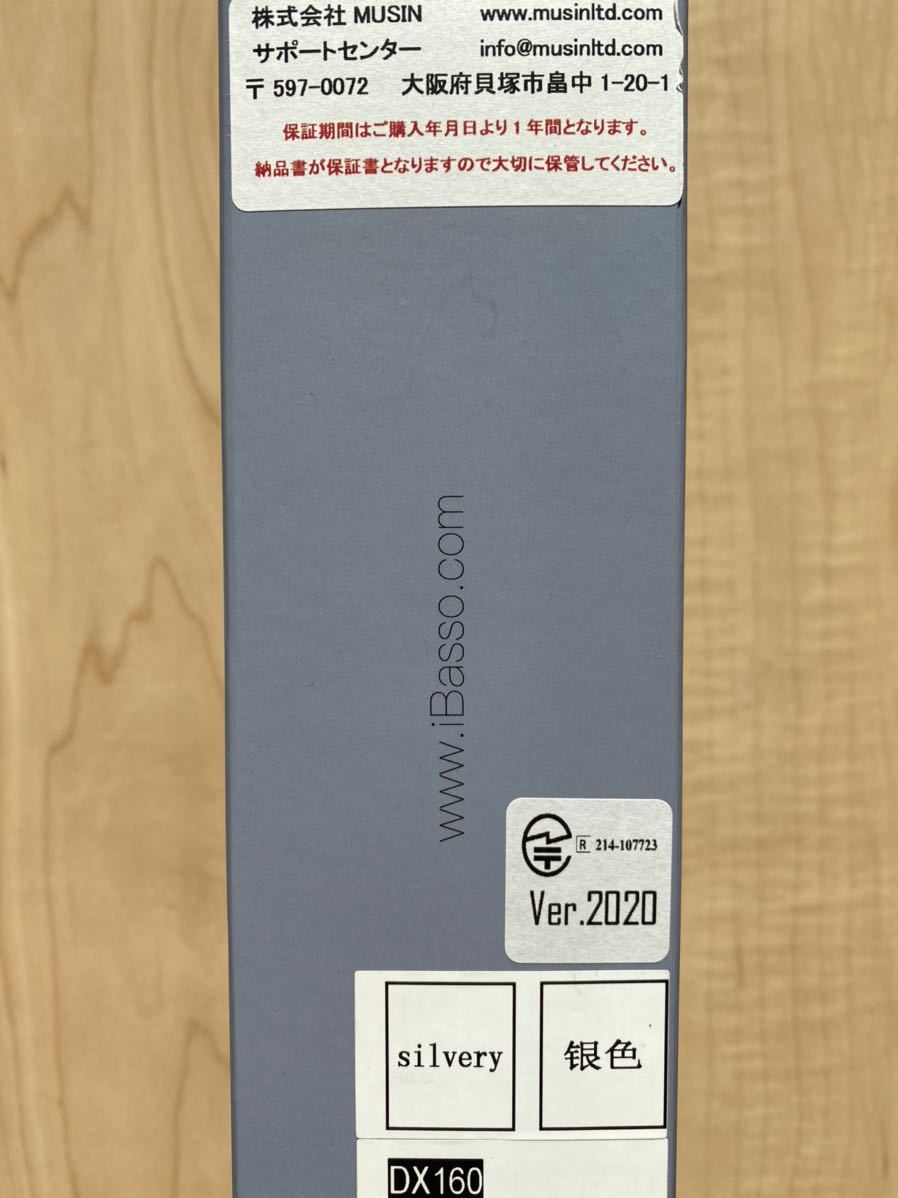 株式会社 MUSIN www.musinltd.com
サポートセンター info@musinltd.com
〒 597-0072 大阪府貝塚市畠中 1-20-1
保証期間はご購入年月日より1年間となります。
納品書が保証書となりますので大切に保管してください。
www.iBasso.com
R 214-107723
Ver.2020
silvery 银色
DX160